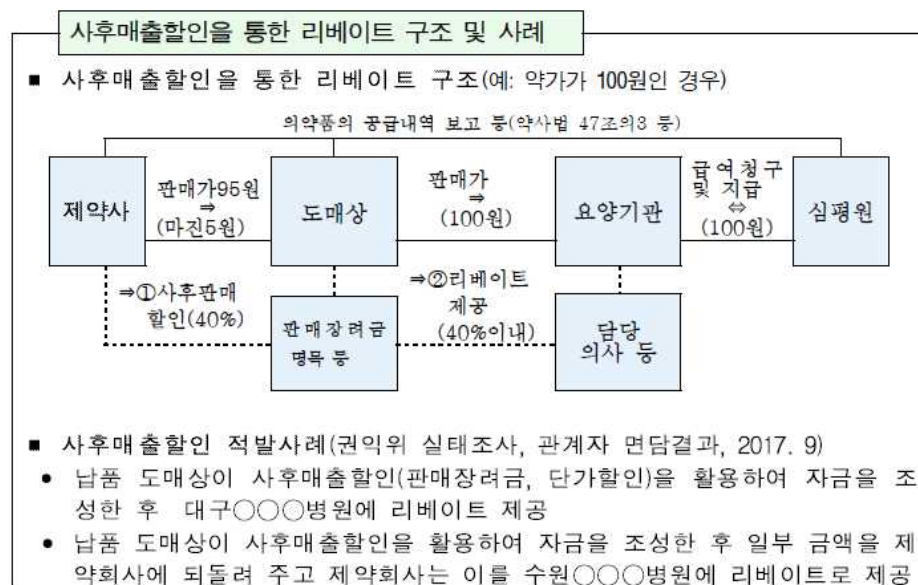 사후매출할인을 통한 리베이트 구조 및 사례
■ 사후매출할인을 통한 리베이트 구조(예: 약가가 100원인 경우)
의약품의 공급내역 보고 등(약사법 47조의3 등)
제약사
판매가95원
⇒
(마진5원)
도매상
판매가
⇒
(100원)
요양기관
급여청구
및 지급
⇔
(100원)
심평원
⇒①사후판매
할인(40%)
판매장려금
명목 등
⇒②리베이트
제공
(40%이내)
담당
의사 등
■ 사후매출할인 적발사례(권익위 실태조사, 관계자 면담결과, 2017. 9)
• 납품 도매상이 사후매출할인(판매장려금, 단가할인)을 활용하여 자금을 조
성한 후 대구○○○병원에 리베이트 제공
• 납품 도매상이 사후매출할인을 활용하여 자금을 조성한 후 일부 금액을 제
약회사에 되돌려 주고 제약회사는 이를 수원○○○병원에 리베이트로 제공